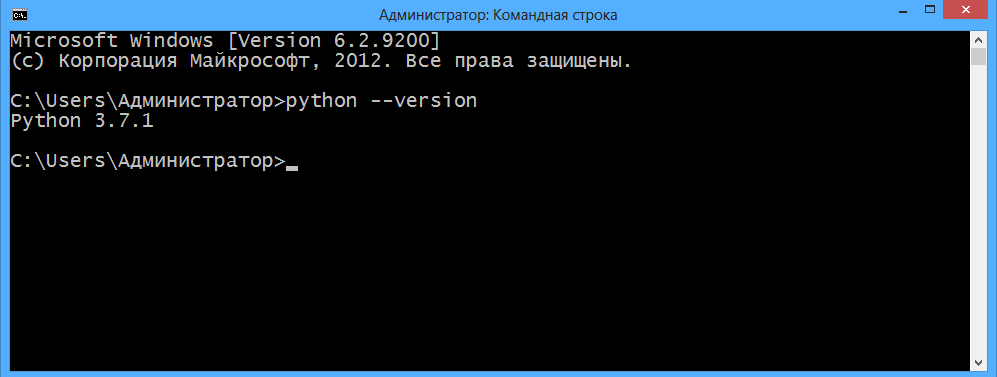 Администратор: Командная строка
Microsoft Windows [Version 6.2.9200]
(c) Корпорация Майкрософт, 2012. Все права защищены.
C:\Users\Администратор>python --version
Python 3.7.1
C:\Users\Администратор>